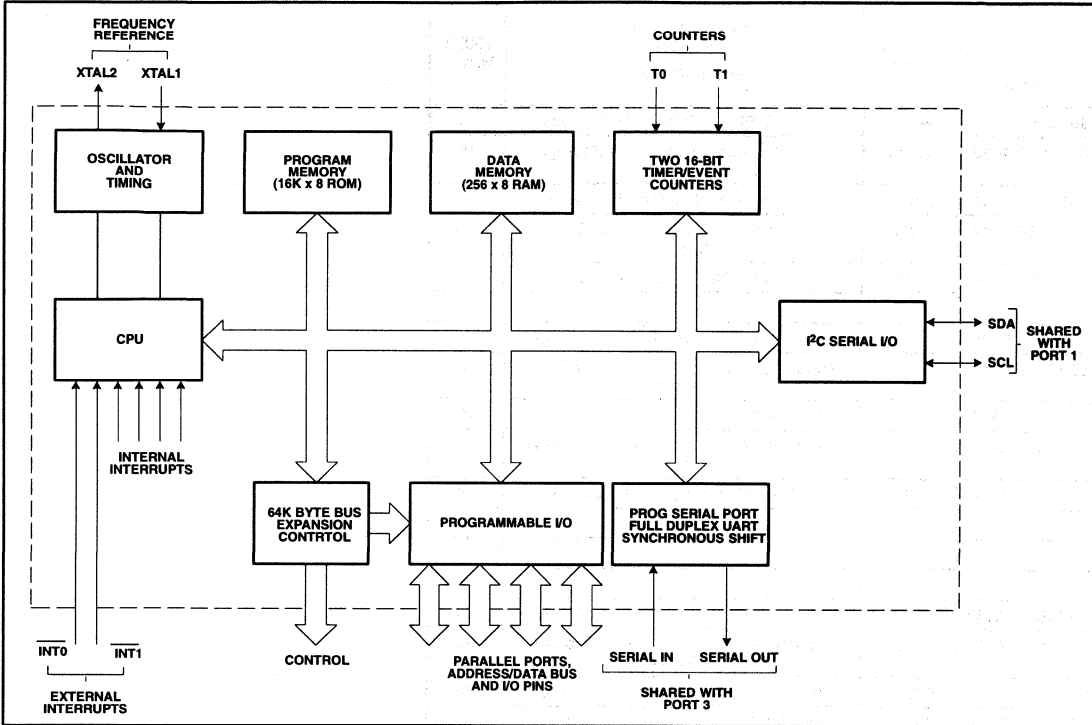 FREQUENCY
REFERENCE
XTAL2 XTAL1
COUNTERS
T0 T1
OSCILLATOR
AND
TIMING
PROGRAM
MEMORY
(16K x 8 ROM)
DATA
MEMORY
(256 x 8 RAM)
TWO 16-BIT
TIMER/EVENT
COUNTERS
CPU
I²C SERIAL I/O
SDA
SCL
SHARED
WITH
PORT 1
INTERNAL
INTERRUPTS
64K BYTE BUS
EXPANSION
CONTRTOL
PROGRAMMABLE I/O
PROG SERIAL PORT
FULL DUPLEX UART
SYNCHRONOUS SHIFT
INT0 INT1
EXTERNAL
INTERRUPTS
CONTROL
PARALLEL PORTS,
ADDRESS/DATA BUS
AND I/O PINS
SERIAL IN SERIAL OUT
SHARED WITH
PORT 3